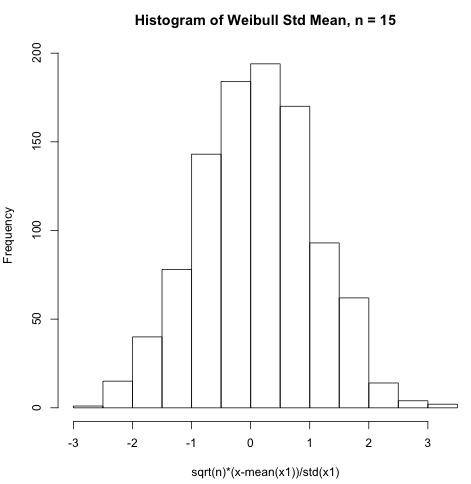 Histogram of Weibull Std Mean, n = 15
Frequency
200
150
100
50
0
-3 -2 -1 0 1 2 3
sqrt(n)*(x-mean(x1))/std(x1)